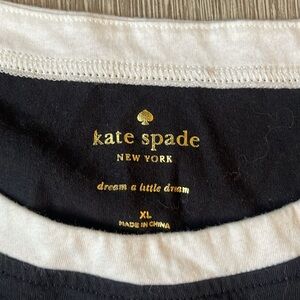 kate spade
NEW YORK
dream a little dream
XL
MADE IN CHINA